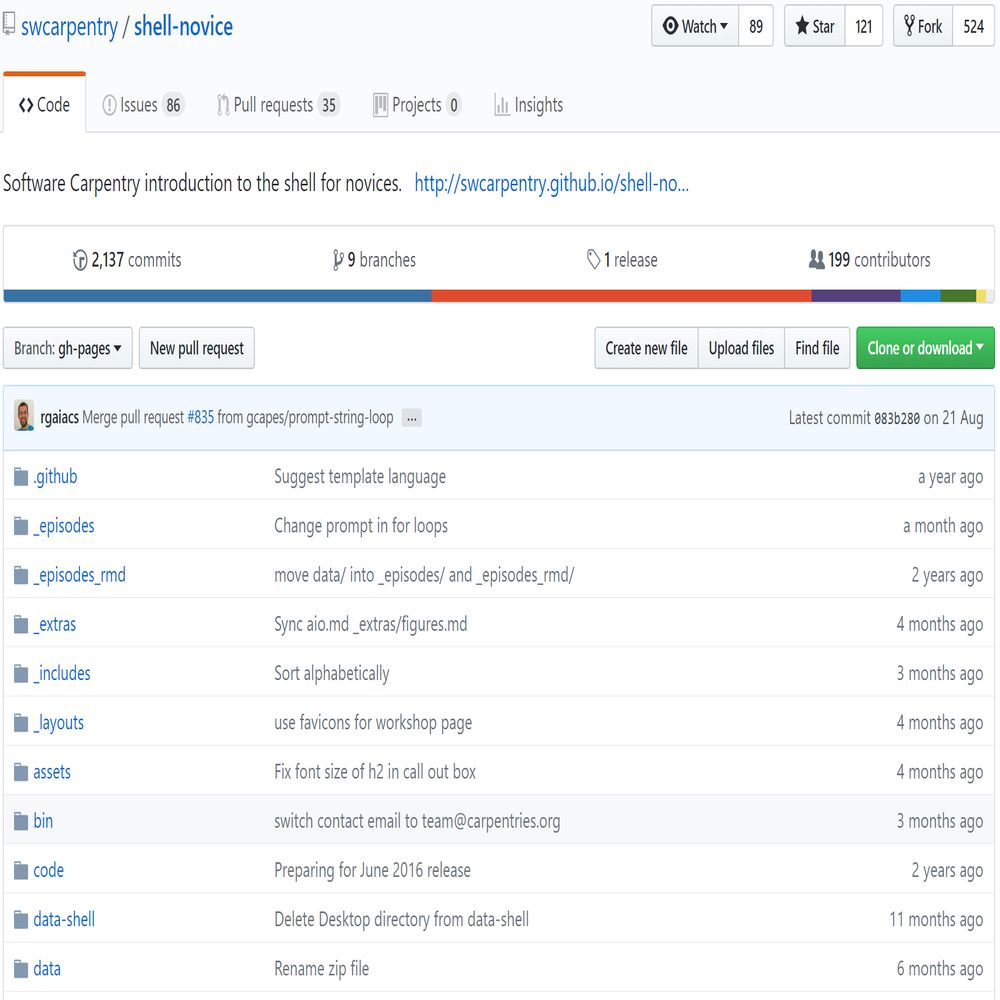 swcarpentry / shell-novice Watch 89 Star 121 Fork 524
Code Issues 86 Pull requests 35 Projects 0 Insights
Software Carpentry introduction to the shell for novices. http://swcarpentry.github.io/shell-no...
2,137 commits 9 branches 1 release 199 contributors
Branch: gh-pages New pull request Create new file Upload files Find file Clone or download
rgaiacs Merge pull request #835 from gcapes/prompt-string-loop ... Latest commit 083b280 on 21 Aug
.github Suggest template language a year ago
_episodes Change prompt in for loops a month ago
_episodes_rmd move data/ into _episodes/ and _episodes_rmd/ 2 years ago
_extras Sync aio.md _extras/figures.md 4 months ago
_includes Sort alphabetically 3 months ago
_layouts use favicons for workshop page 4 months ago
assets Fix font size of h2 in call out box 4 months ago
bin switch contact email to team@carpentries.org 3 months ago
code Preparing for June 2016 release 2 years ago
data-shell Delete Desktop directory from data-shell 11 months ago
data Rename zip file 6 months ago